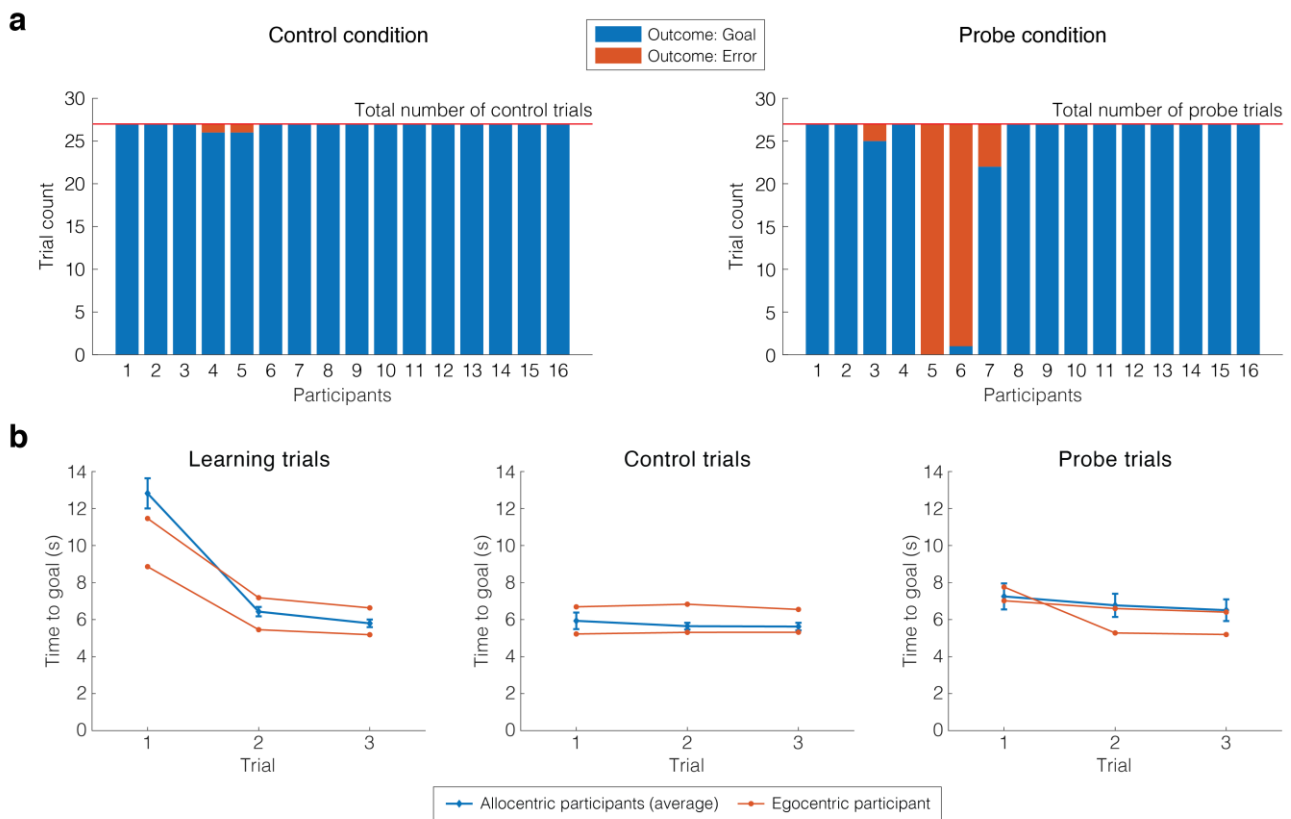 a
Control condition
Outcome: Goal
Outcome: Error
Probe condition
Total number of control trials
30
25
20
15
10
5
0
Trial count
1 2 3 4 5 6 7 8 9 10 11 12 13 14 15 16
Participants
Total number of probe trials
30
25
20
15
10
5
0
Trial count
1 2 3 4 5 6 7 8 9 10 11 12 13 14 15 16
Participants
b
Learning trials
14
12
10
8
6
4
2
0
Time to goal (s)
1 2 3
Trial
Control trials
14
12
10
8
6
4
2
0
Time to goal (s)
1 2 3
Trial
Probe trials
14
12
10
8
6
4
2
0
Time to goal (s)
1 2 3
Trial
Allocentric participants (average) Egocentric participant